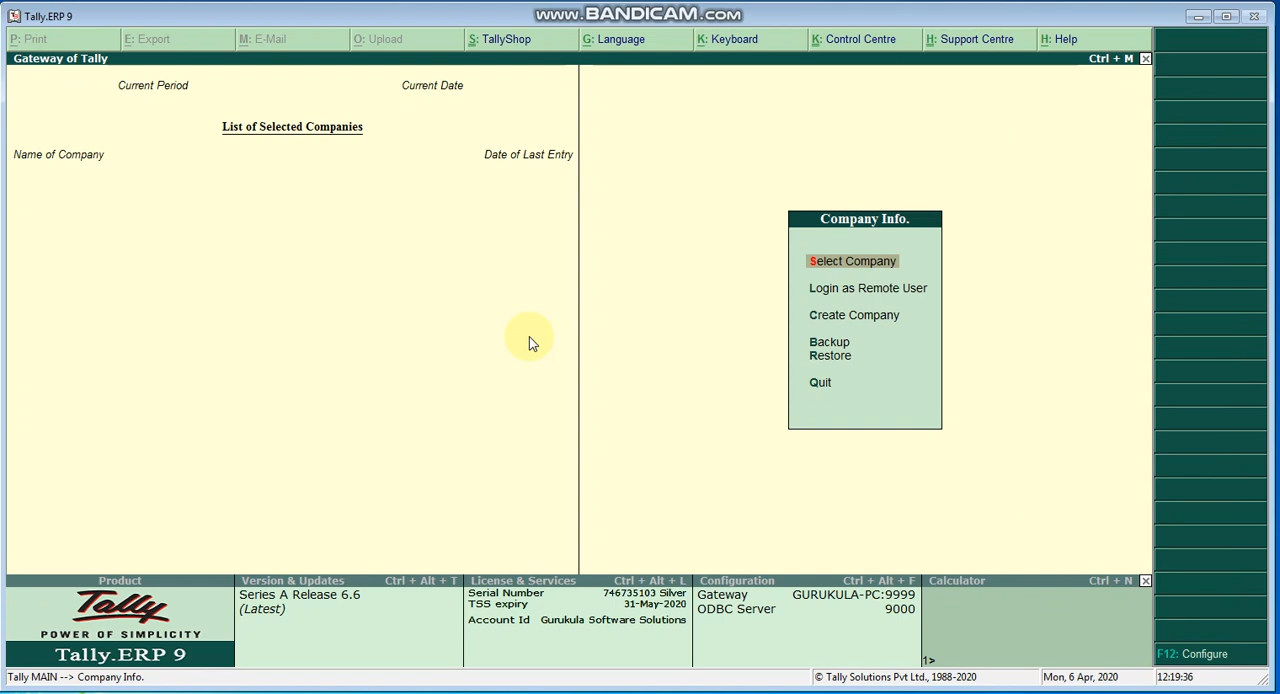 Tally.ERP 9
www.BANDICAM.com
P: Print
E: Export
M: E-Mail
O: Upload
S: TallyShop
G: Language
K: Keyboard
K: Control Centre
H: Support Centre
H: Help
Gateway of Tally
Ctrl + M
Current Period
Current Date
List of Selected Companies
Name of Company
Date of Last Entry
Company Info.
Select Company
Login as Remote User
Create Company
Backup
Restore
Quit
Product
Tally
POWER OF SIMPLICITY
Tally.ERP 9
Version & Updates Ctrl + Alt + T
Series A Release 6.6
(Latest)
License & Services Ctrl + Alt + L
Serial Number 746735103 Silver
TSS expiry 31-May-2020
Account Id Gurukula Software Solutions
Configuration Ctrl + Alt + F
Gateway GURUKULA-PC:9999
ODBC Server 9000
Calculator Ctrl + N
1>
F12: Configure
Tally MAIN --> Company Info.
© Tally Solutions Pvt Ltd., 1988-2020
Mon, 6 Apr, 2020
12:19:36